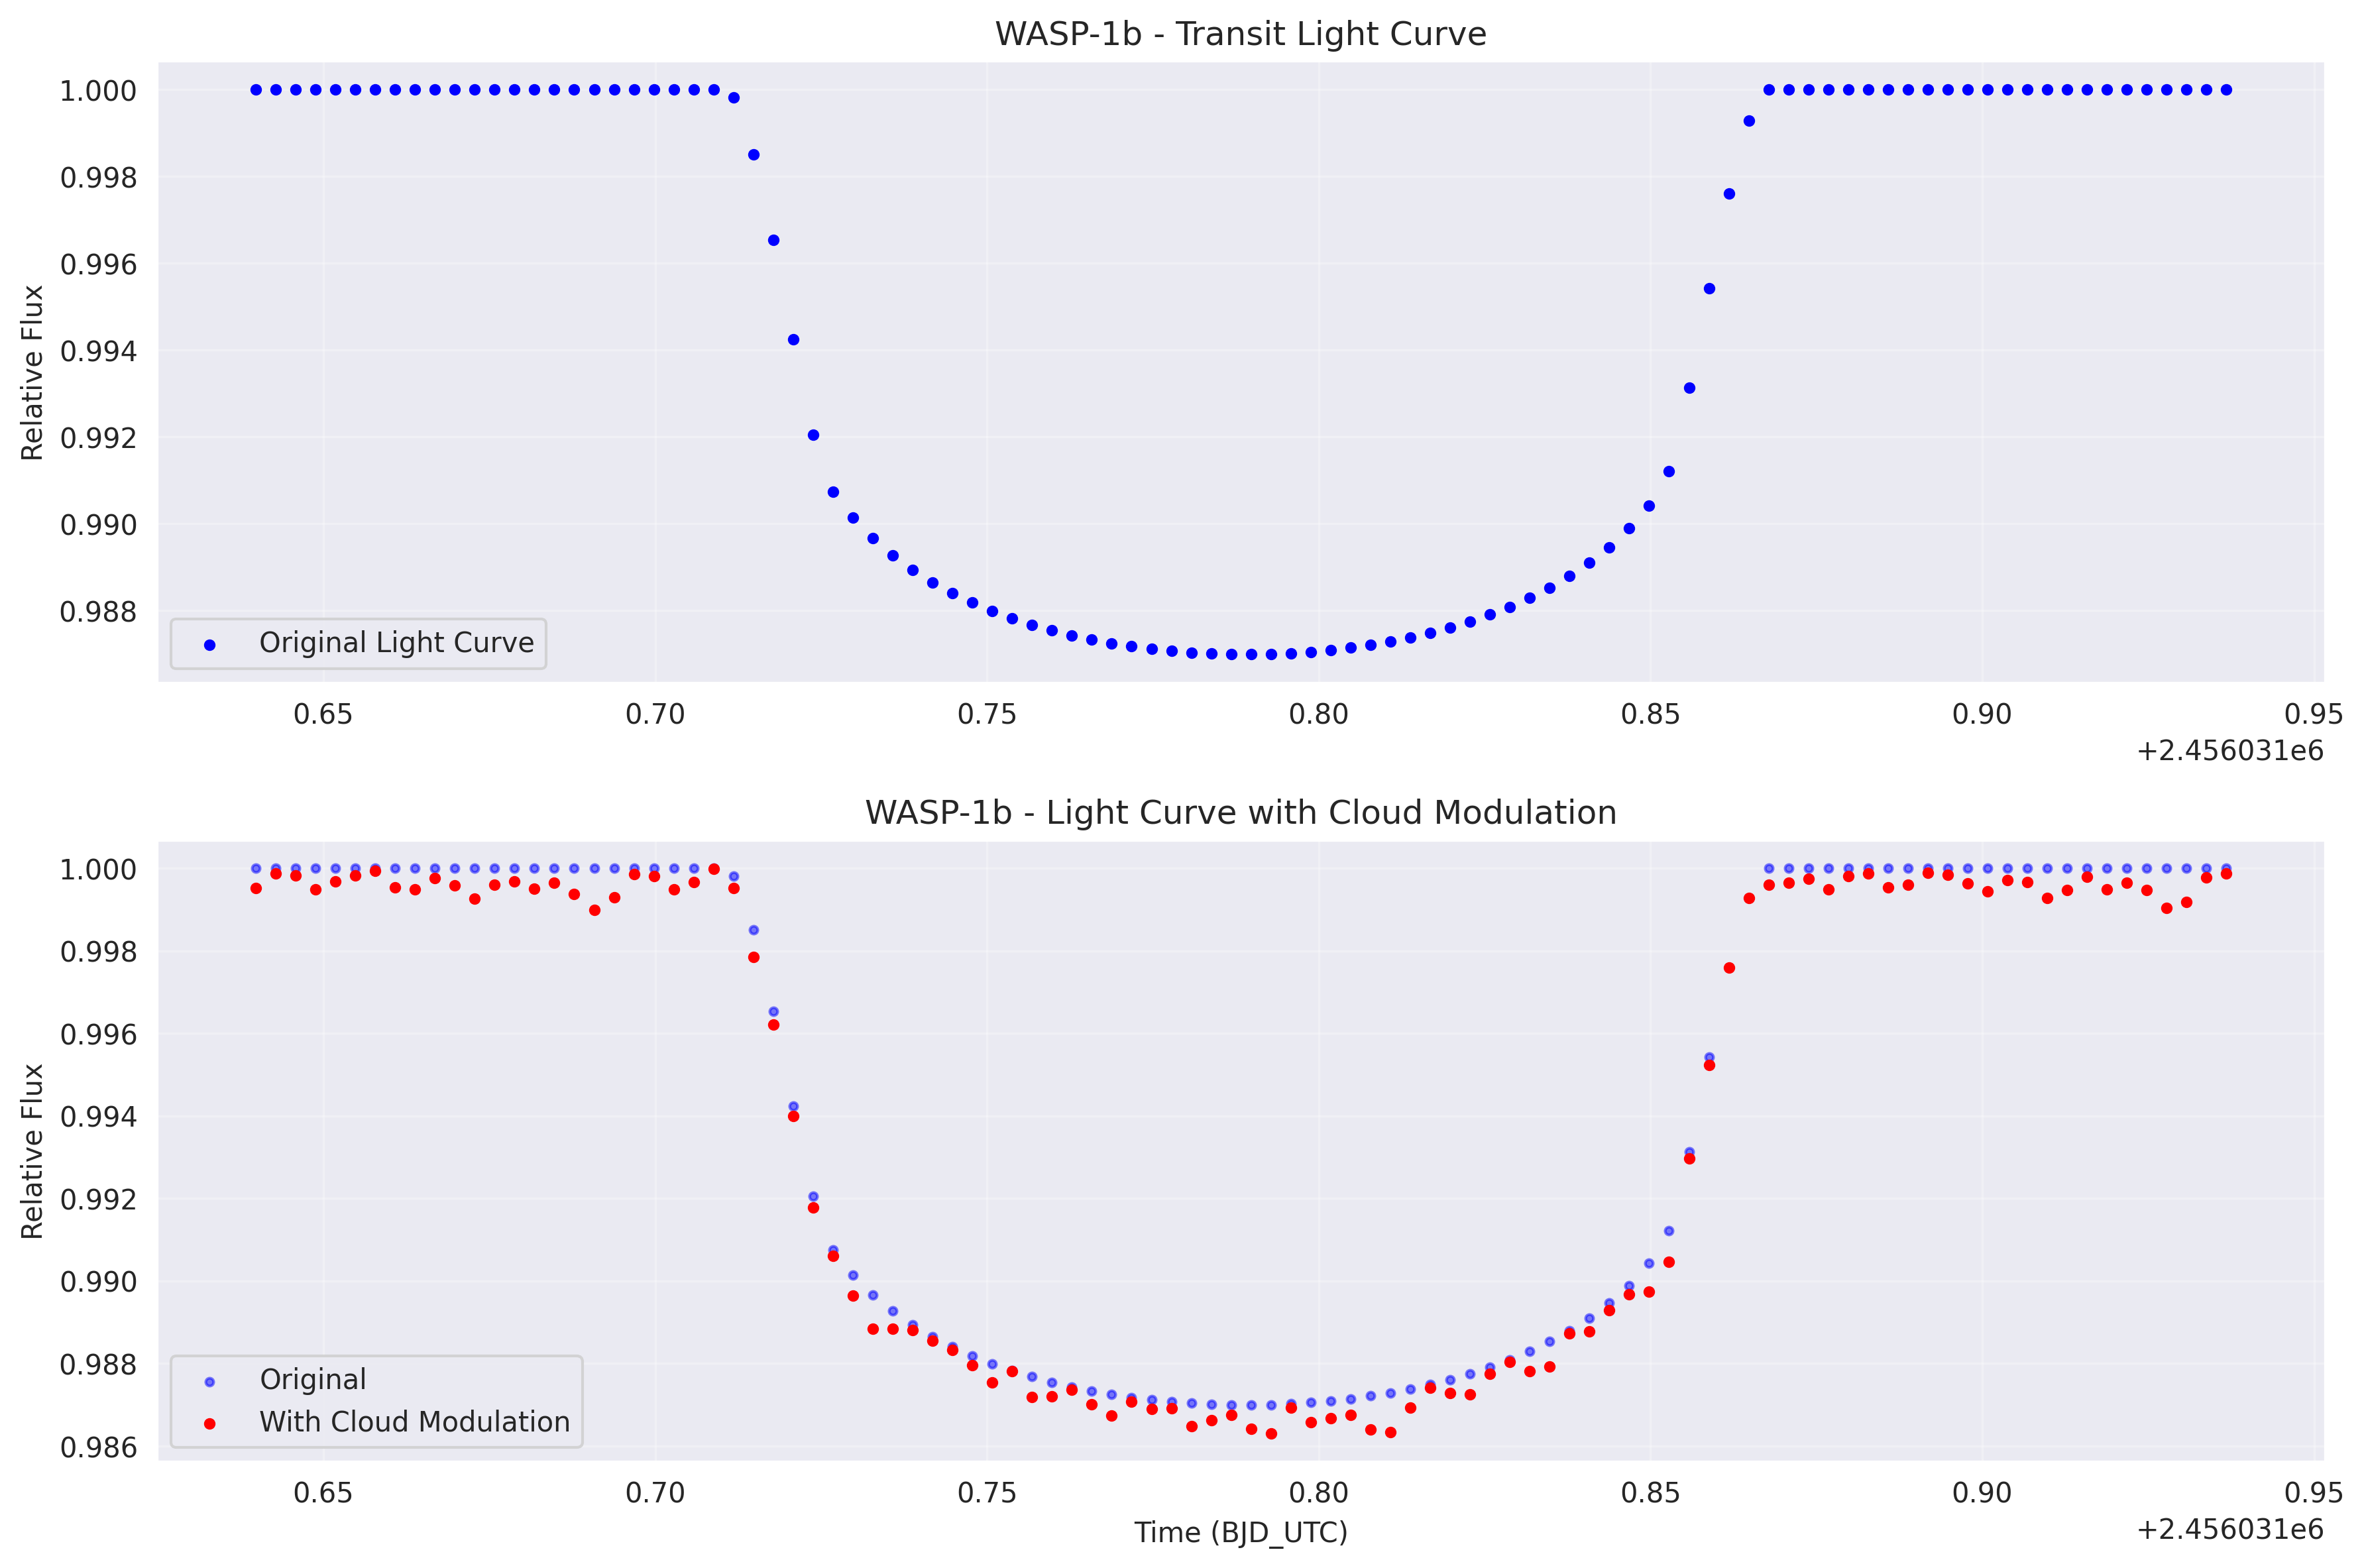 WASP-1b - Transit Light Curve
Relative Flux
1.000
0.998
0.996
0.994
0.992
0.990
0.988
Original Light Curve
0.65 0.70 0.75 0.80 0.85 0.90 0.95
+2.456031e6
WASP-1b - Light Curve with Cloud Modulation
Relative Flux
1.000
0.998
0.996
0.994
0.992
0.990
0.988
0.986
Original
With Cloud Modulation
0.65 0.70 0.75 0.80 0.85 0.90 0.95
Time (BJD_UTC)
+2.456031e6